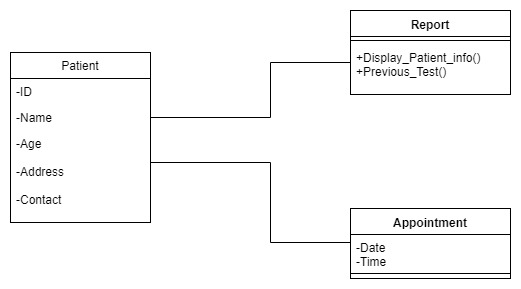 Patient
-ID
-Name
-Age
-Address
-Contact
Report
+Display_Patient_info()
+Previous_Test()
Appointment
-Date
-Time